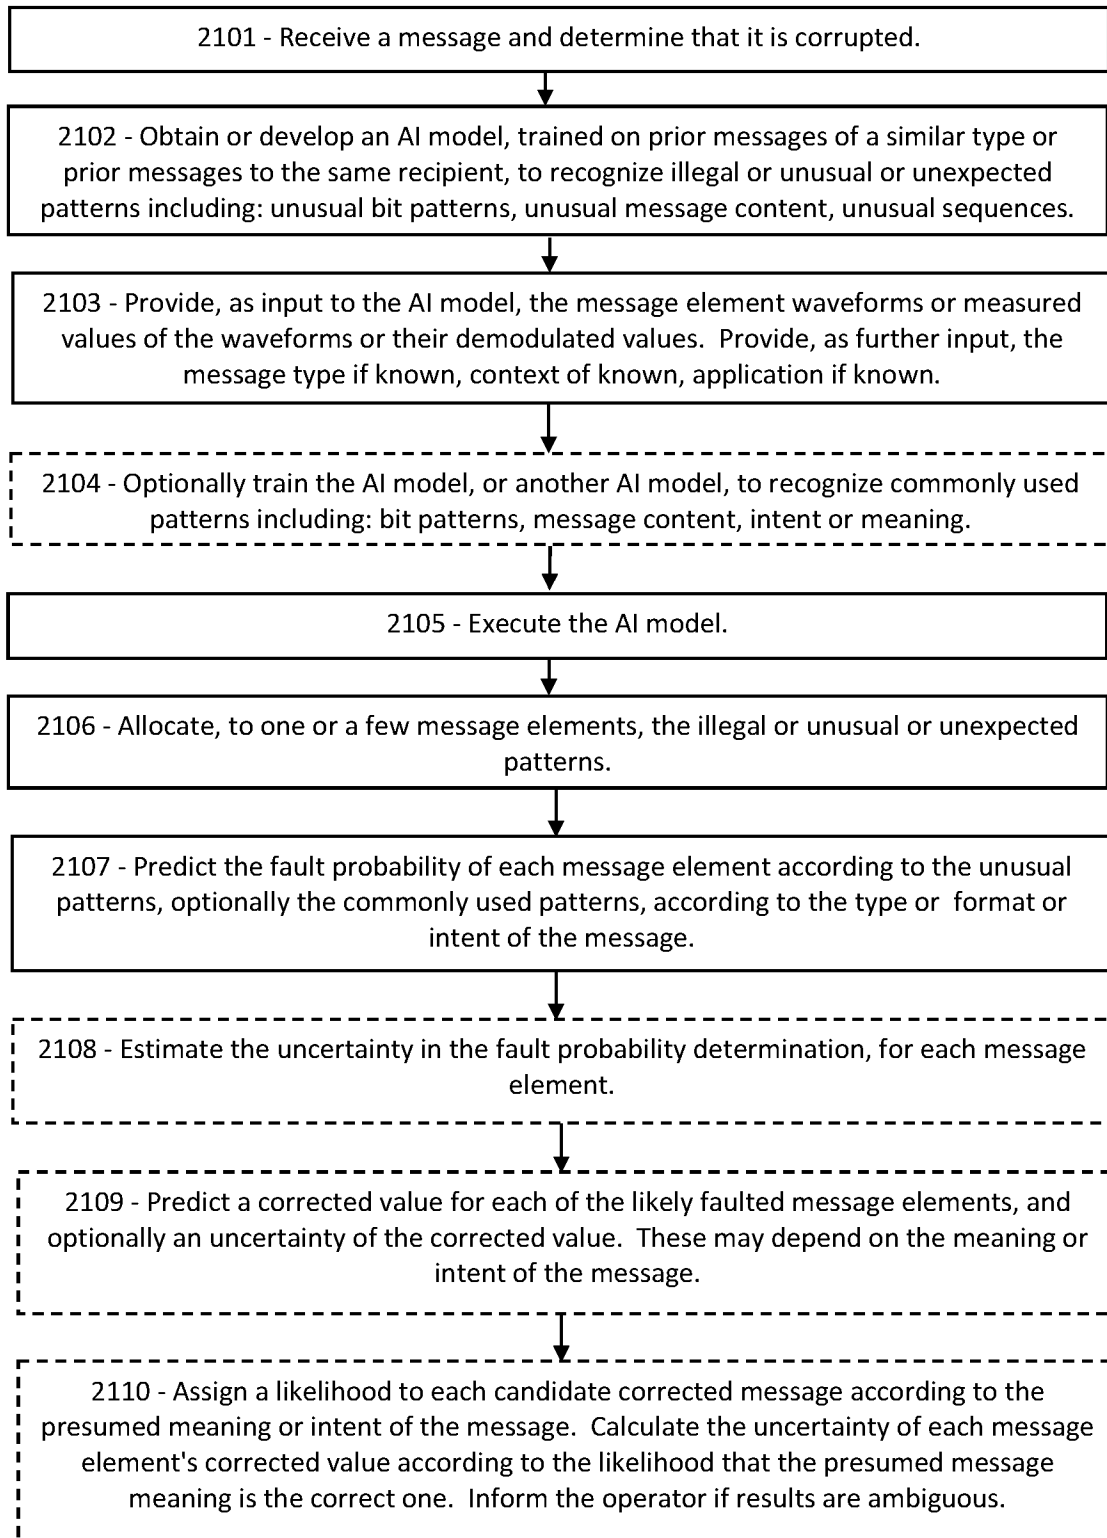 2101 - Receive a message and determine that it is corrupted.
2102 - Obtain or develop an AI model, trained on prior messages of a similar type or
prior messages to the same recipient, to recognize illegal or unusual or unexpected
patterns including: unusual bit patterns, unusual message content, unusual sequences.
2103 - Provide, as input to the AI model, the message element waveforms or measured
values of the waveforms or their demodulated values.  Provide, as further input, the
message type if known, context of known, application if known.
2104 - Optionally train the AI model, or another AI model, to recognize commonly used
patterns including: bit patterns, message content, intent or meaning.
2105 - Execute the AI model.
2106 - Allocate, to one or a few message elements, the illegal or unusual or unexpected
patterns.
2107 - Predict the fault probability of each message element according to the unusual
patterns, optionally the commonly used patterns, according to the type or  format or
intent of the message.
2108 - Estimate the uncertainty in the fault probability determination, for each message
element.
2109 - Predict a corrected value for each of the likely faulted message elements, and
optionally an uncertainty of the corrected value.  These may depend on the meaning or
intent of the message.
2110 - Assign a likelihood to each candidate corrected message according to the
presumed meaning or intent of the message.  Calculate the uncertainty of each message
element's corrected value according to the likelihood that the presumed message
meaning is the correct one.  Inform the operator if results are ambiguous.